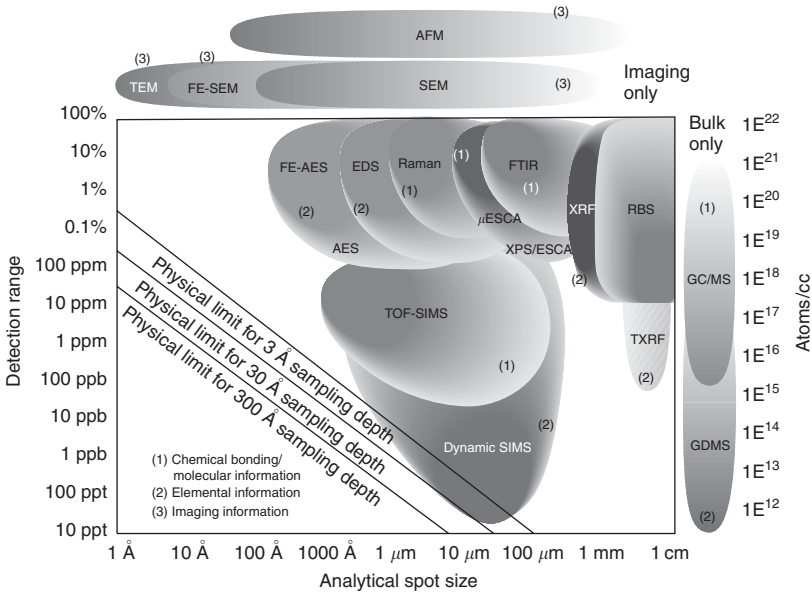 (3)
AFM
(3)
(3)
TEM
FE-SEM
SEM
(3)
Imaging
only
Bulk
only
100%
10%
1%
0.1%
100 ppm
10 ppm
1 ppm
100 ppb
10 ppb
1 ppb
100 ppt
10 ppt
Detection range
FE-AES
(2)
AES
EDS
(2)
Raman
(1)
(1)
μESCA
FTIR
(1)
XPS/ESCA
XRF
(2)
RBS
TOF-SIMS
(1)
Dynamic SIMS
(2)
TXRF
(2)
(1)
GC/MS
GDMS
(2)
1E22
1E21
1E20
1E19
1E18
1E17
1E16
1E15
1E14
1E13
1E12
Atoms/cc
Physical limit for 3 Å sampling depth
Physical limit for 30 Å sampling depth
Physical limit for 300 Å sampling depth
(1) Chemical bonding/
molecular information
(2) Elemental information
(3) Imaging information
1 Å
10 Å
100 Å
1000 Å
1 μm
10 μm
100 μm
1 mm
1 cm
Analytical spot size